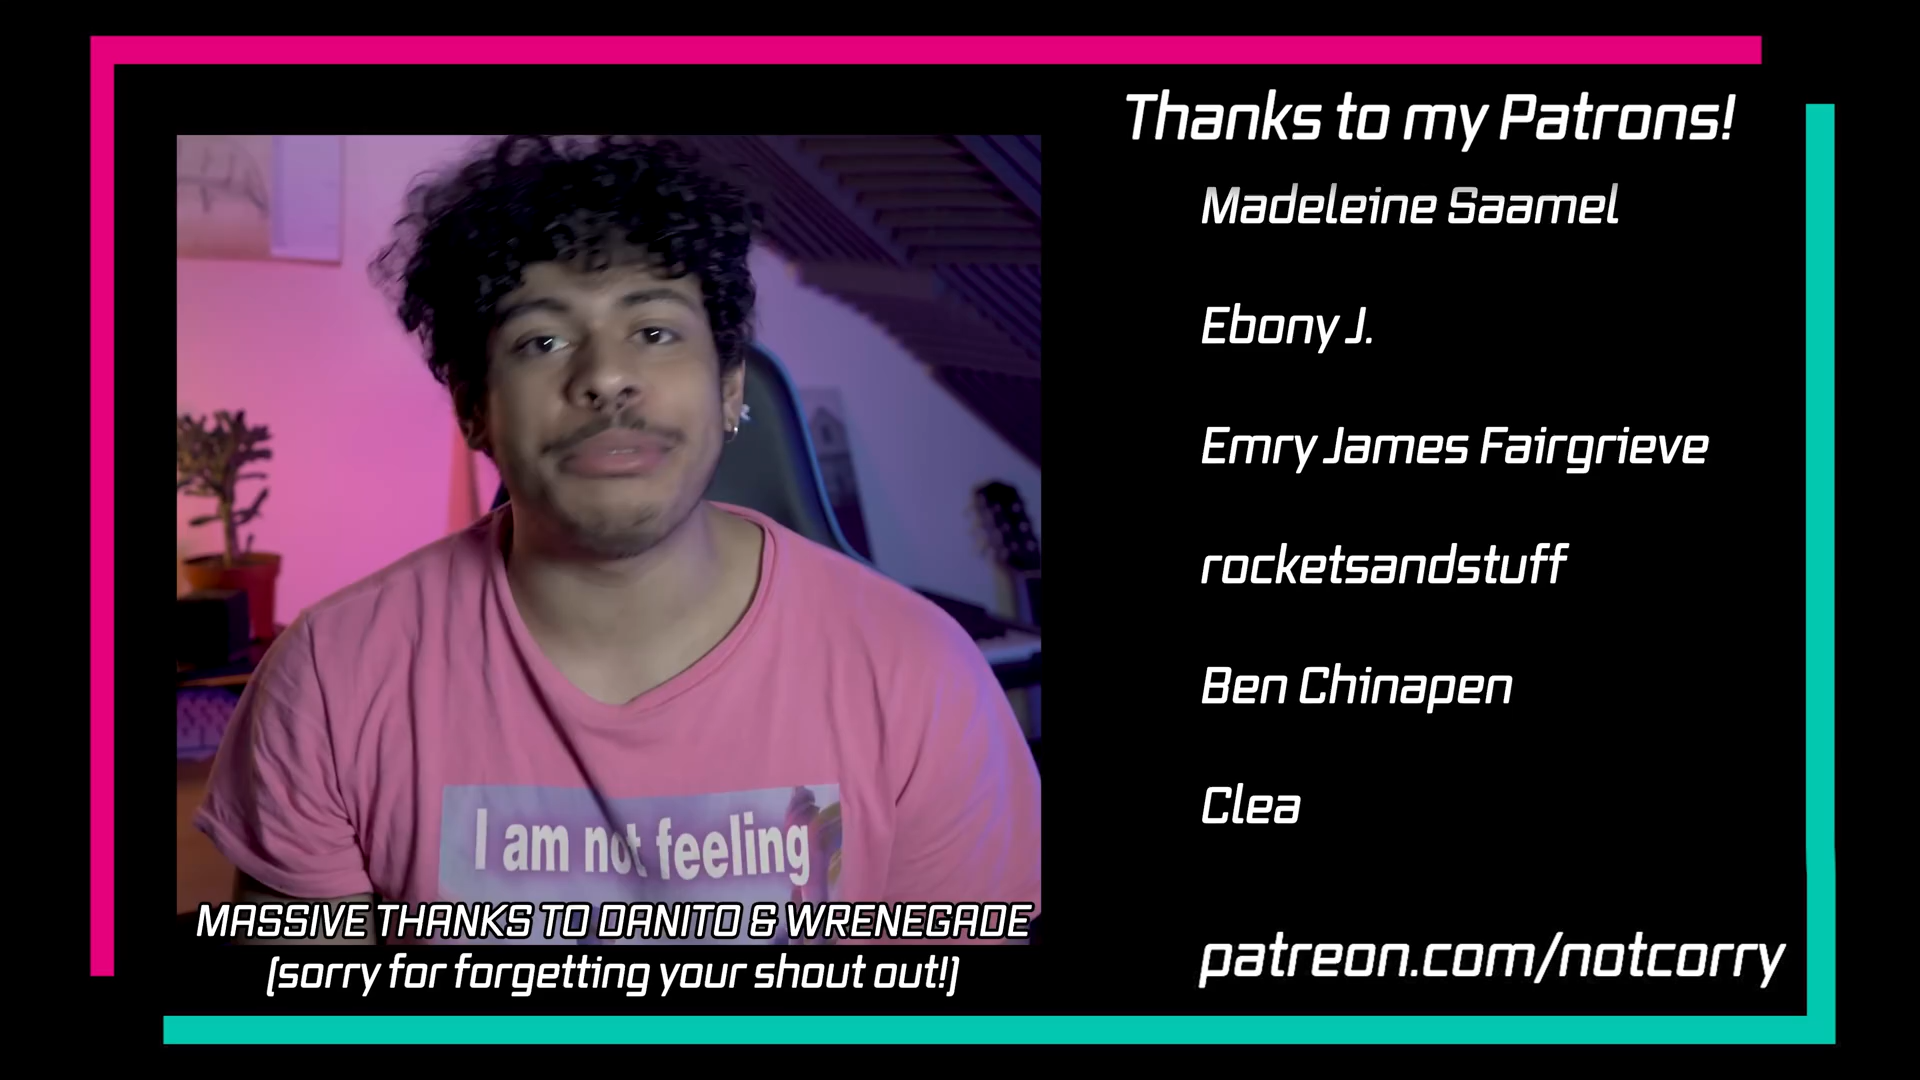 Thanks to my Patrons!
Madeleine Saamel
Ebony J.
Emry James Fairgrieve
rocketsandstuff
Ben Chinapen
Clea
patreon.com/notcorry
I am not feeling
MASSIVE THANKS TO DANITO & WRENEGADE
(sorry for forgetting your shout out!)